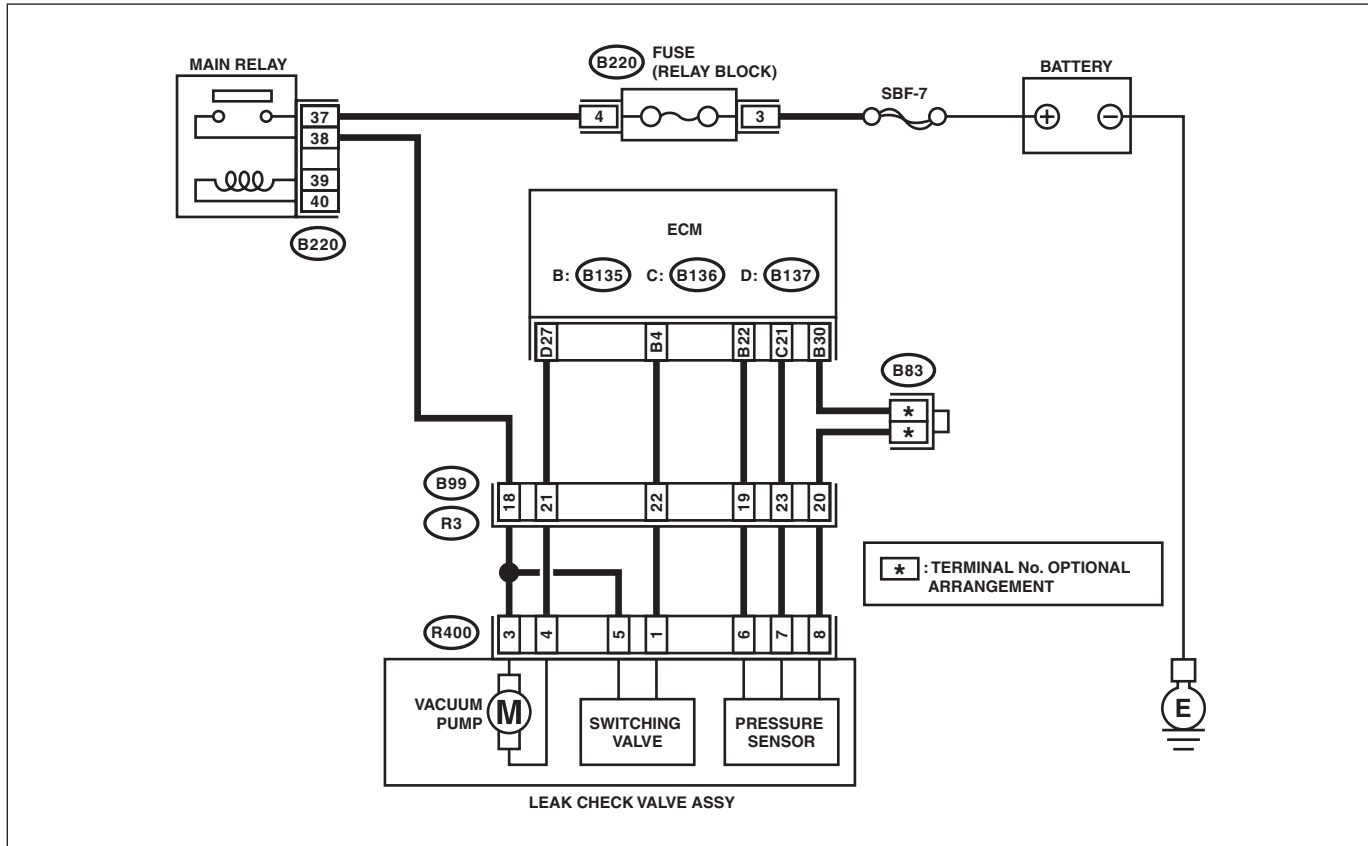 MAIN RELAY
37
38
39
40
B220
B220
FUSE
(RELAY BLOCK)
4
3
SBF-7
BATTERY
+
−
ECM
B: B135 C: B136 D: B137
D27 B4 B22 C21 B30
B83
*
*
B99
R3
18 21 22 19 23 20
* : TERMINAL No. OPTIONAL
ARRANGEMENT
R400
3 4 5 1 6 7 8
VACUUM
PUMP
M
SWITCHING
VALVE
PRESSURE
SENSOR
E
LEAK CHECK VALVE ASSY